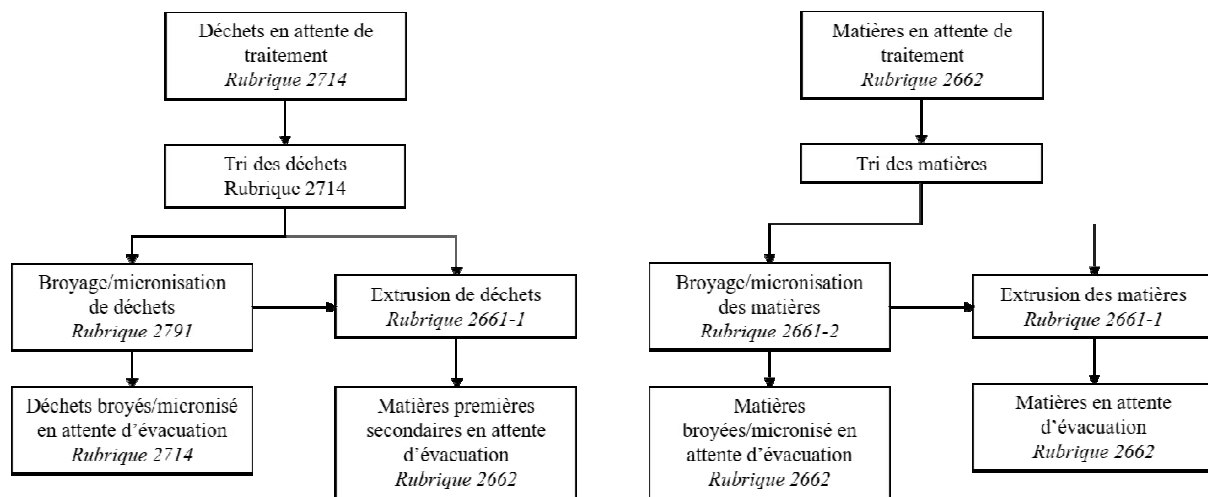 Déchets en attente de
traitement
Rubrique 2714
Tri des déchets
Rubrique 2714
Broyage/micronisation
de déchets
Rubrique 2791
Extrusion de déchets
Rubrique 2661-1
Déchets broyés/micronisé
en attente d'évacuation
Rubrique 2714
Matières premières
secondaires en attente
d'évacuation
Rubrique 2662
Matières en attente de
traitement
Rubrique 2662
Tri des matières
Broyage/micronisation
des matières
Rubrique 2661-2
Extrusion des matières
Rubrique 2661-1
Matières
broyées/micronisé en
attente d'évacuation
Rubrique 2662
Matières en attente
d'évacuation
Rubrique 2662